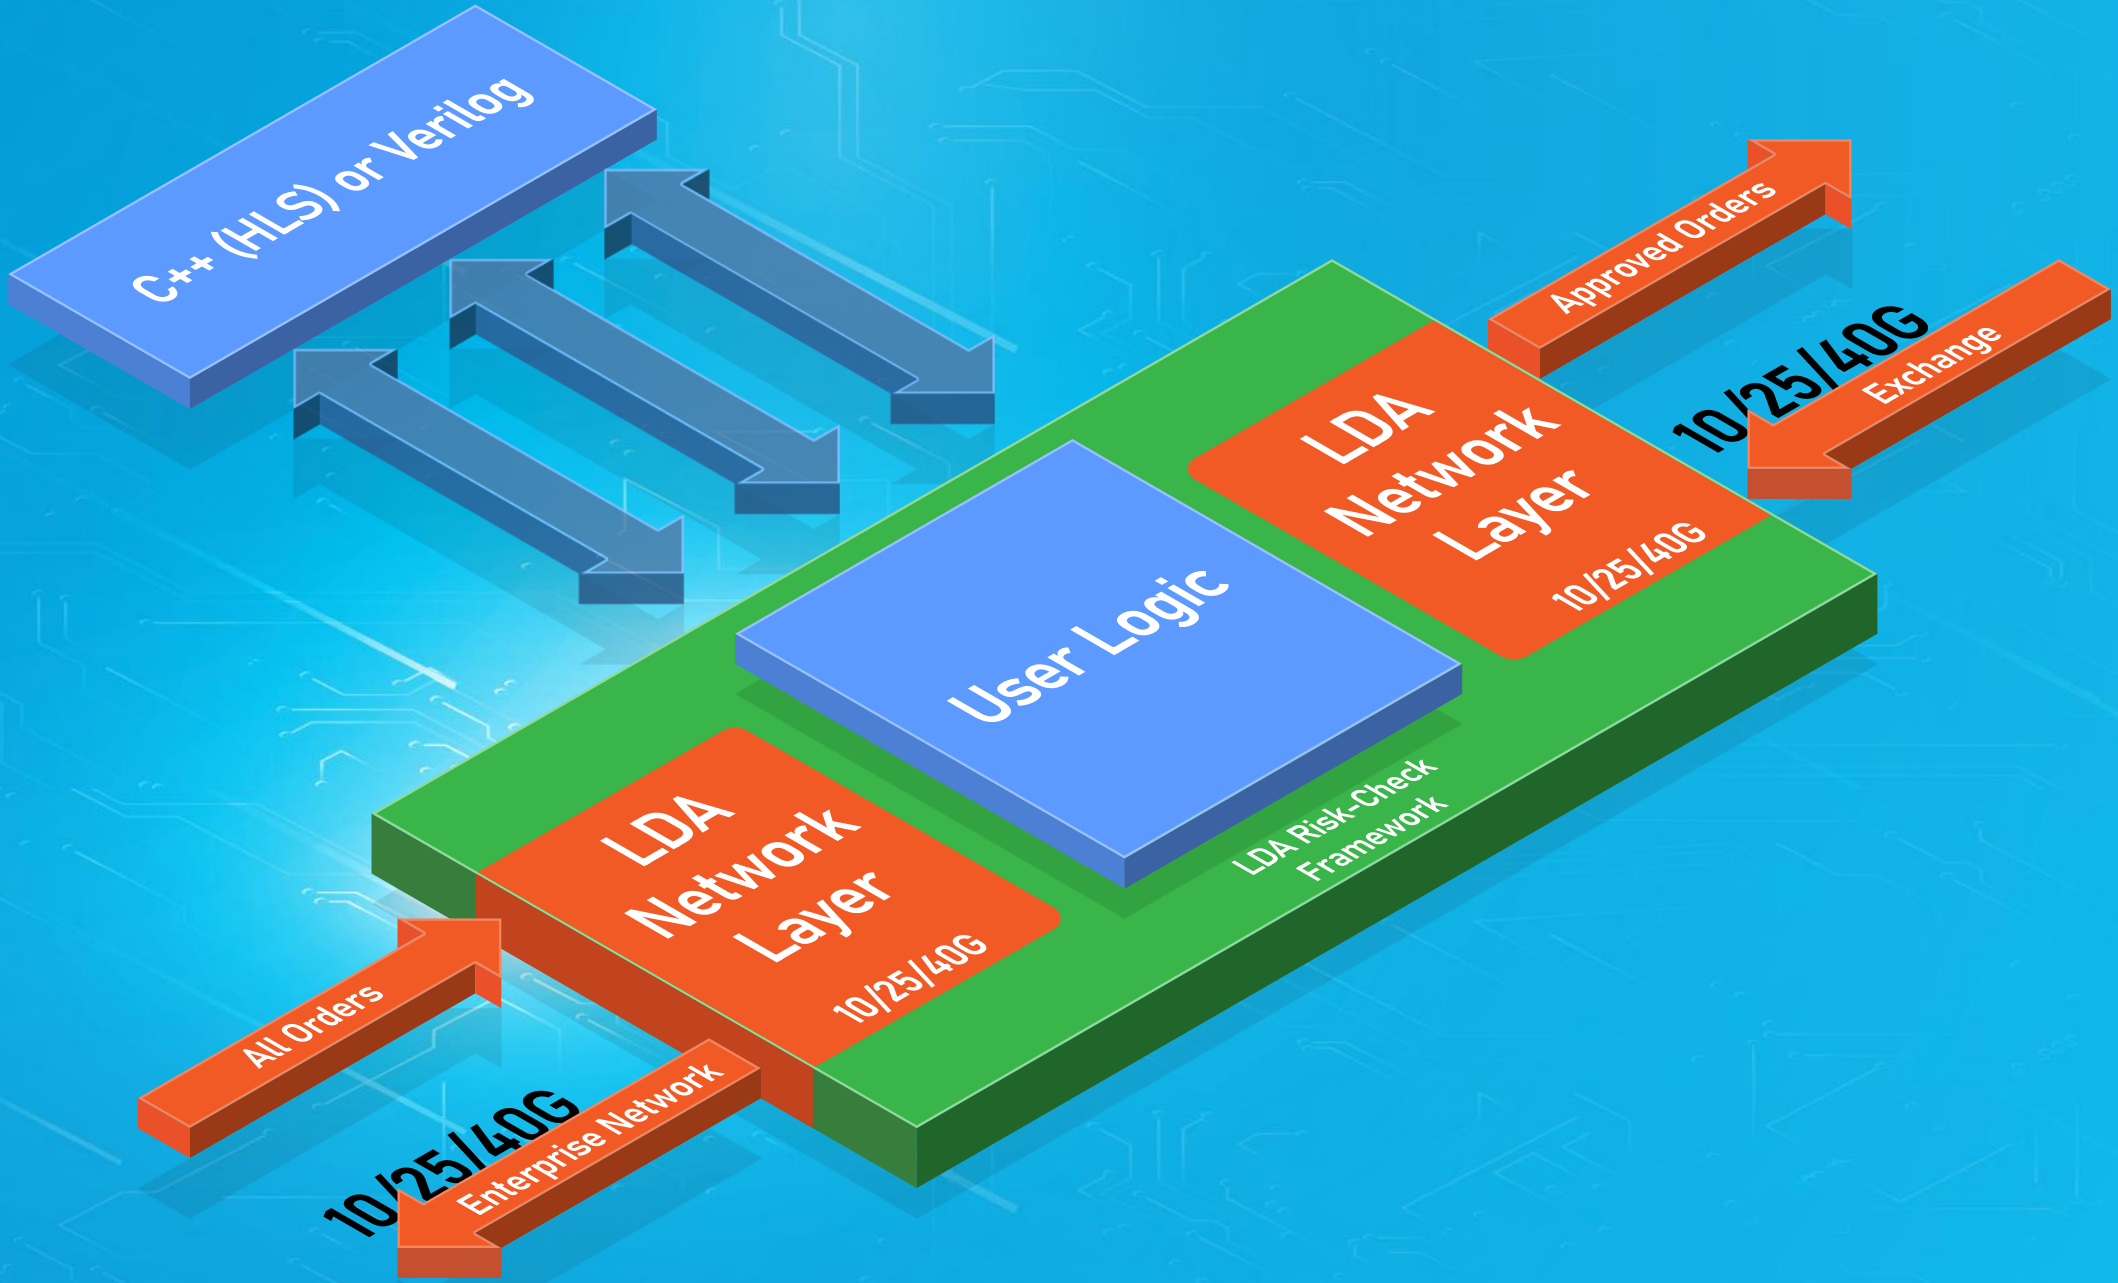 C++ (HLS) or Verilog
Approved Orders
10/25/40G
Exchange
LDA
Network
Layer
10/25/40G
User Logic
LDA Risk-Check
Framework
LDA
Network
Layer
10/25/40G
All Orders
10/25/40G
Enterprise Network